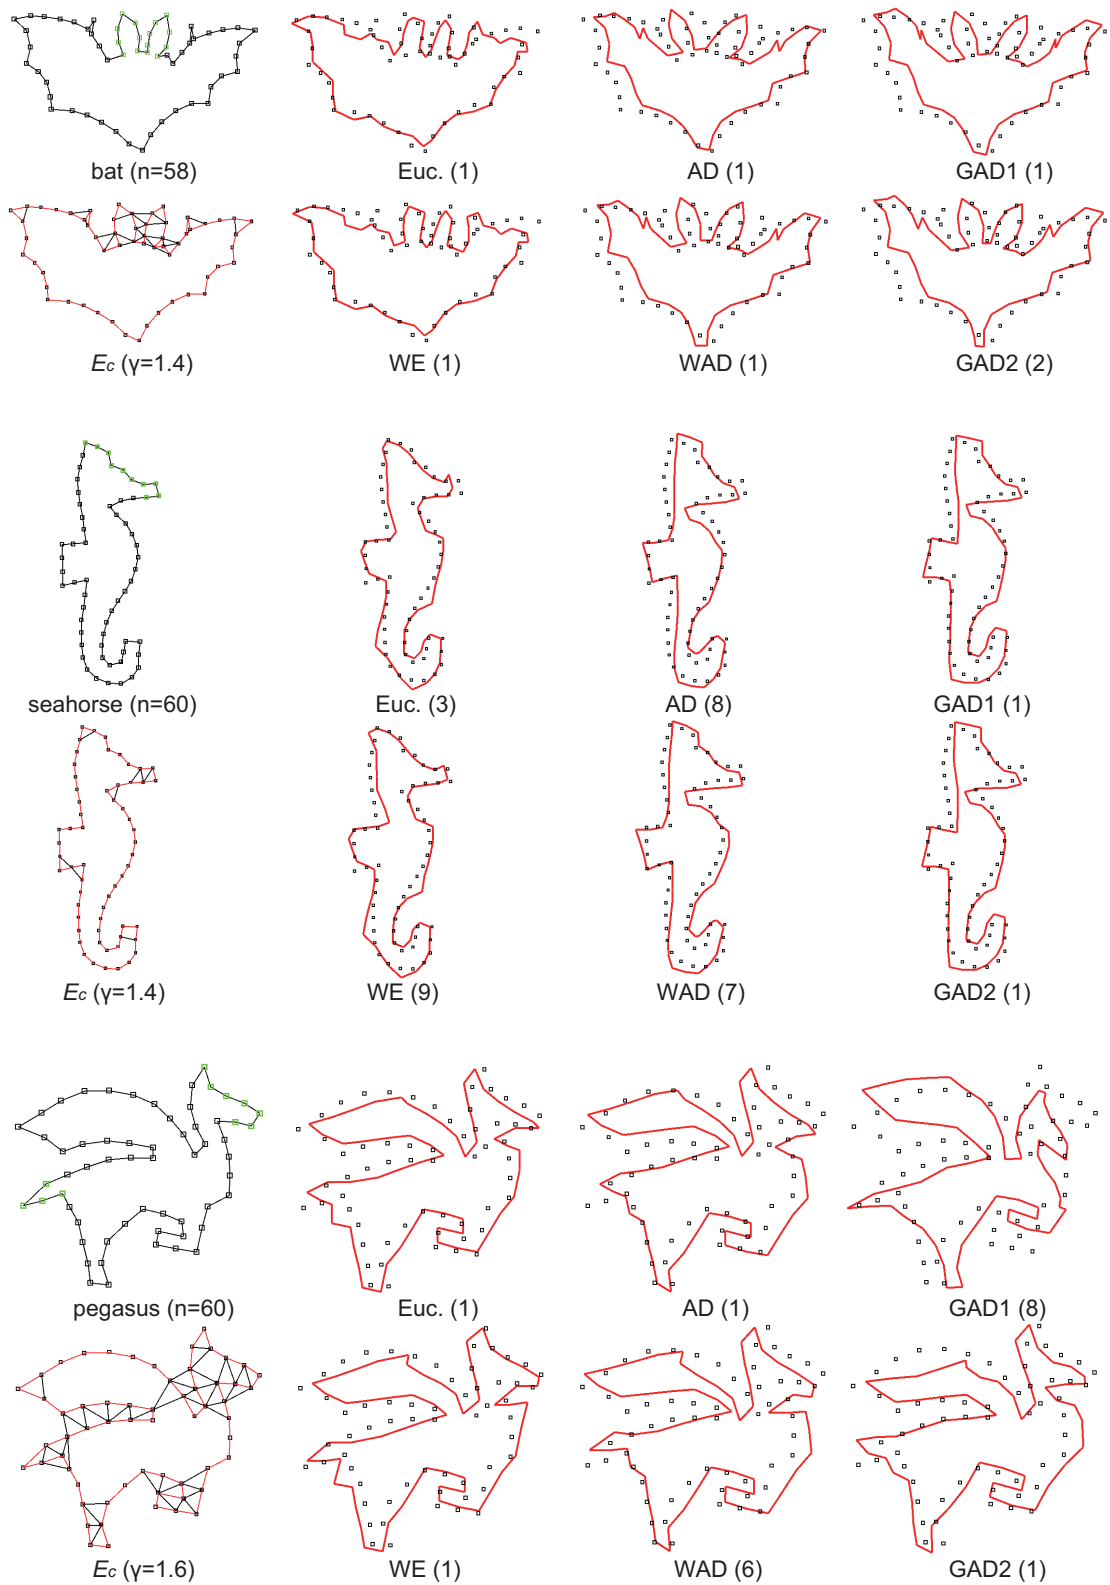 bat (n=58) Euc. (1) AD (1) GAD1 (1)
Ec (γ=1.4) WE (1) WAD (1) GAD2 (2)
seahorse (n=60) Euc. (3) AD (8) GAD1 (1)
Ec (γ=1.4) WE (9) WAD (7) GAD2 (1)
pegasus (n=60) Euc. (1) AD (1) GAD1 (8)
Ec (γ=1.6) WE (1) WAD (6) GAD2 (1)